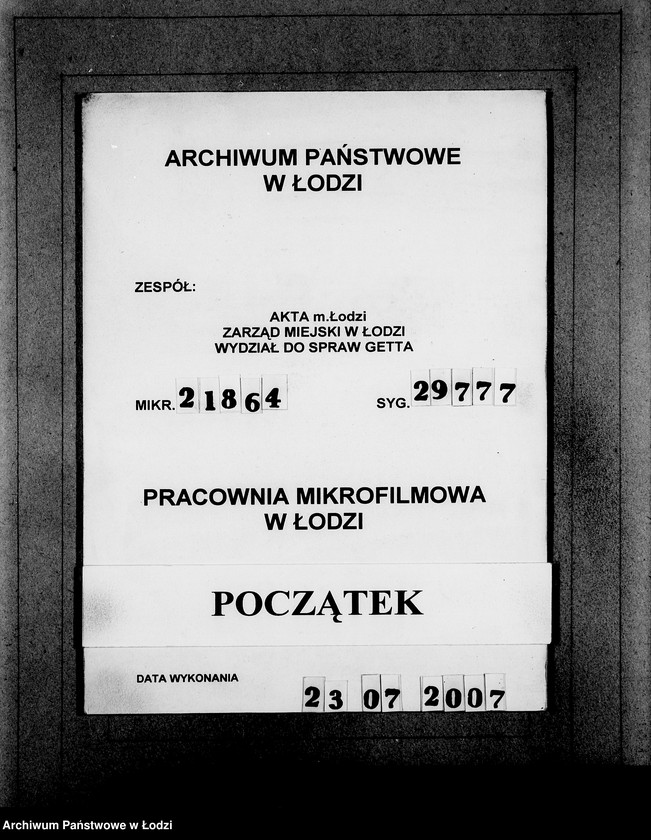 ARCHIWUM PAŃSTWOWE
W ŁODZI
ZESPÓŁ:
AKTA m.Łodzi
ZARZĄD MIEJSKI W ŁODZI
WYDZIAŁ DO SPRAW GETTA
MIKR. 21864 SYG. 29777
PRACOWNIA MIKROFILMOWA
W ŁODZI
POCZĄTEK
DATA WYKONANIA
23 07 2007
Archiwum Państwowe w Łodzi